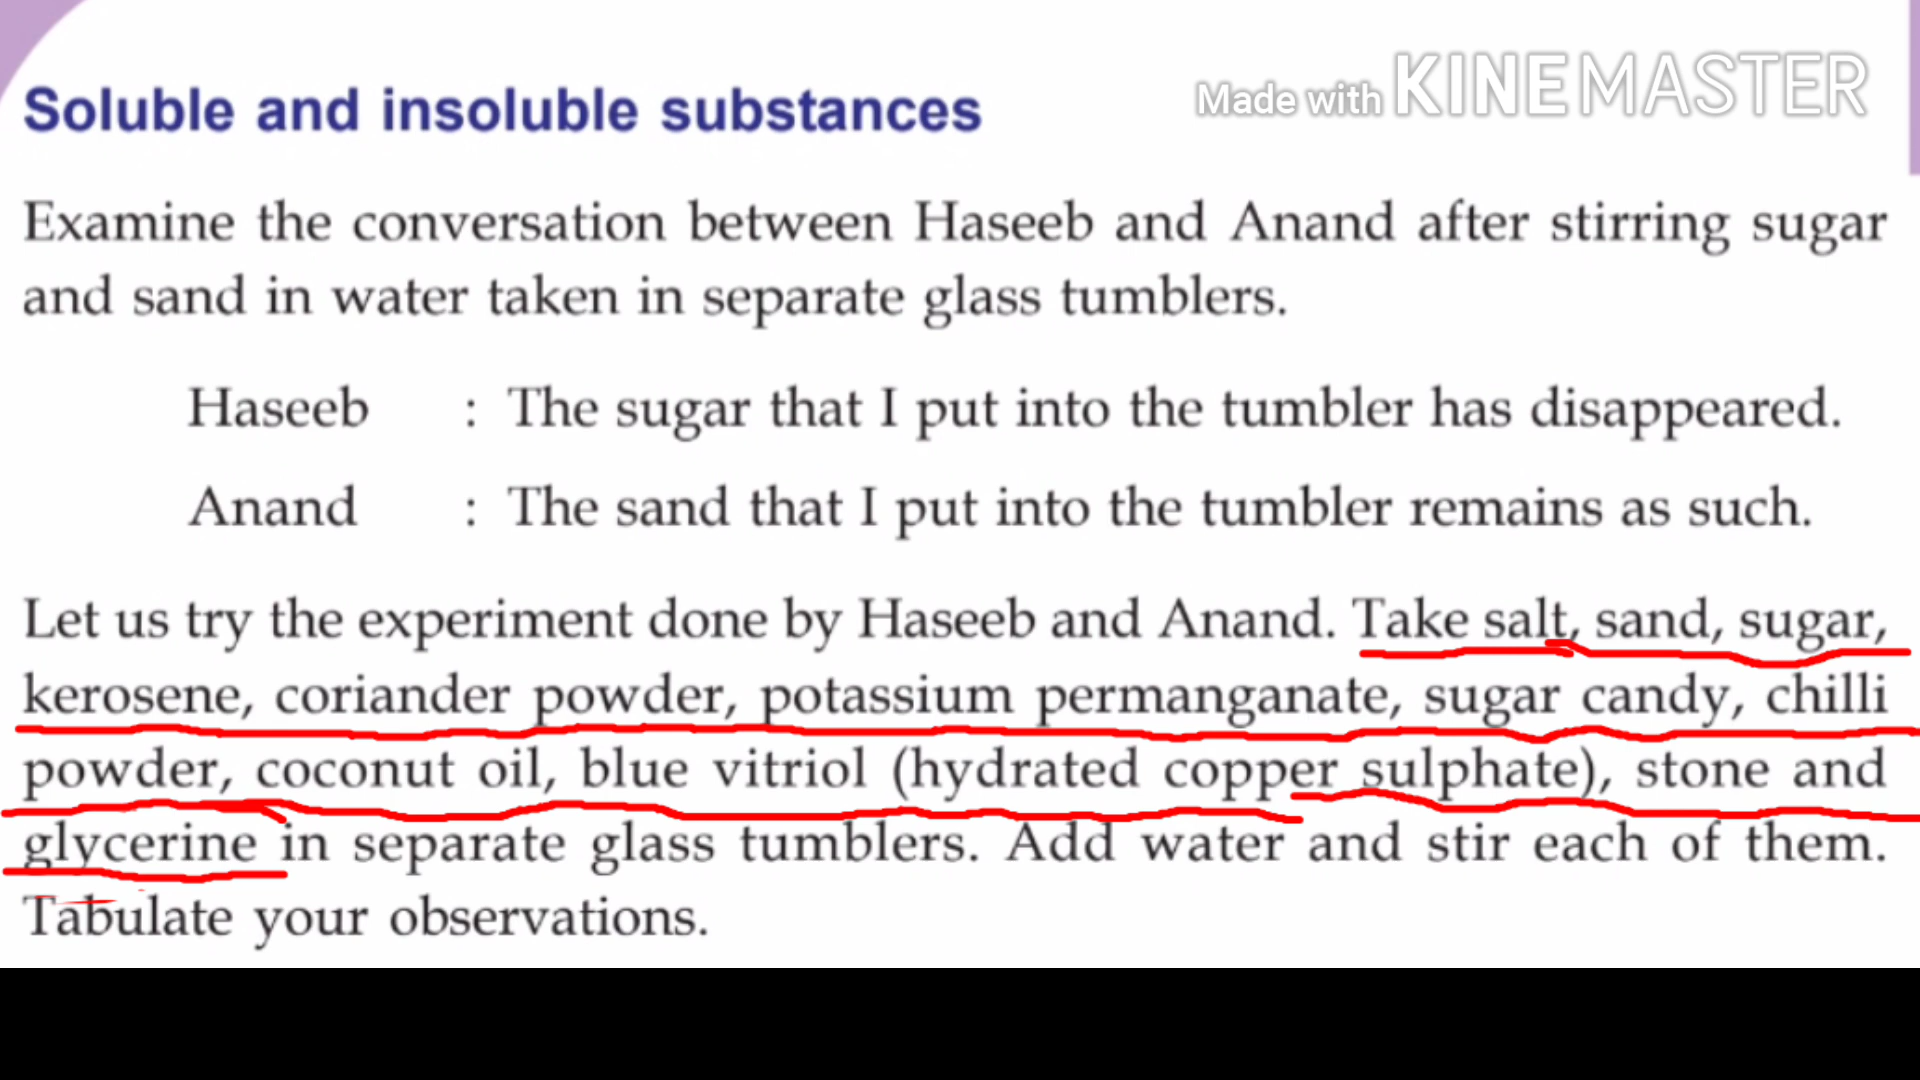 Made with KINEMASTER
Soluble and insoluble substances
Examine the conversation between Haseeb and Anand after stirring sugar
and sand in water taken in separate glass tumblers.
Haseeb : The sugar that I put into the tumbler has disappeared.
Anand : The sand that I put into the tumbler remains as such.
Let us try the experiment done by Haseeb and Anand. Take salt, sand, sugar,
kerosene, coriander powder, potassium permanganate, sugar candy, chilli
powder, coconut oil, blue vitriol (hydrated copper sulphate), stone and
glycerine in separate glass tumblers. Add water and stir each of them.
Tabulate your observations.